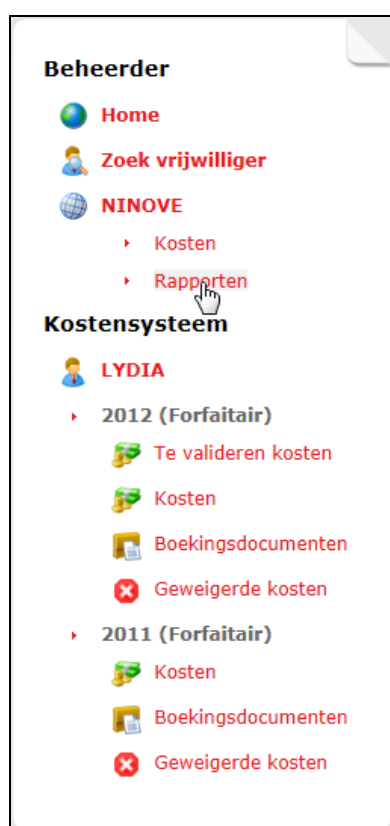 Beheerder
Home
Zoek vrijwilliger
NINOVE
Kosten
Rapporten
Kostensysteem
LYDIA
2012 (Forfaitair)
Te valideren kosten
Kosten
Boekingsdocumenten
Geweigerde kosten
2011 (Forfaitair)
Kosten
Boekingsdocumenten
Geweigerde kosten